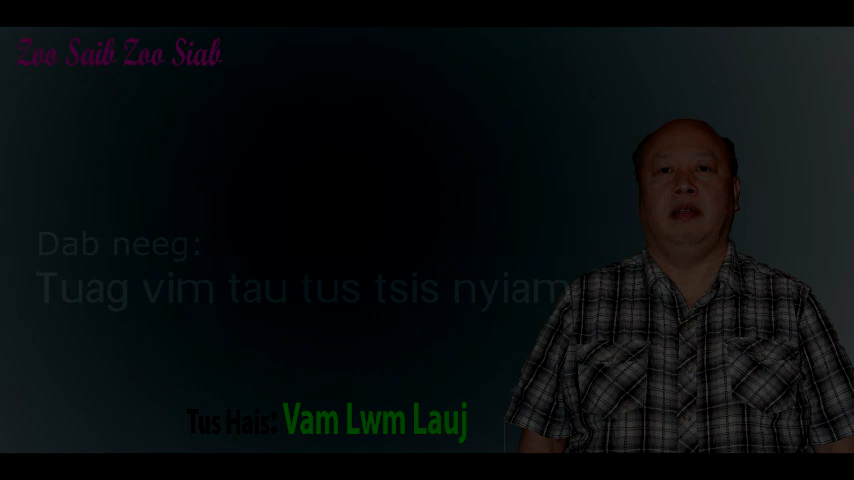 Zoo Saib Zoo Siab
Dab neeg:
Tuag vim tau tus tsis nyiam
Tus Hais: Vam Lwm Lauj